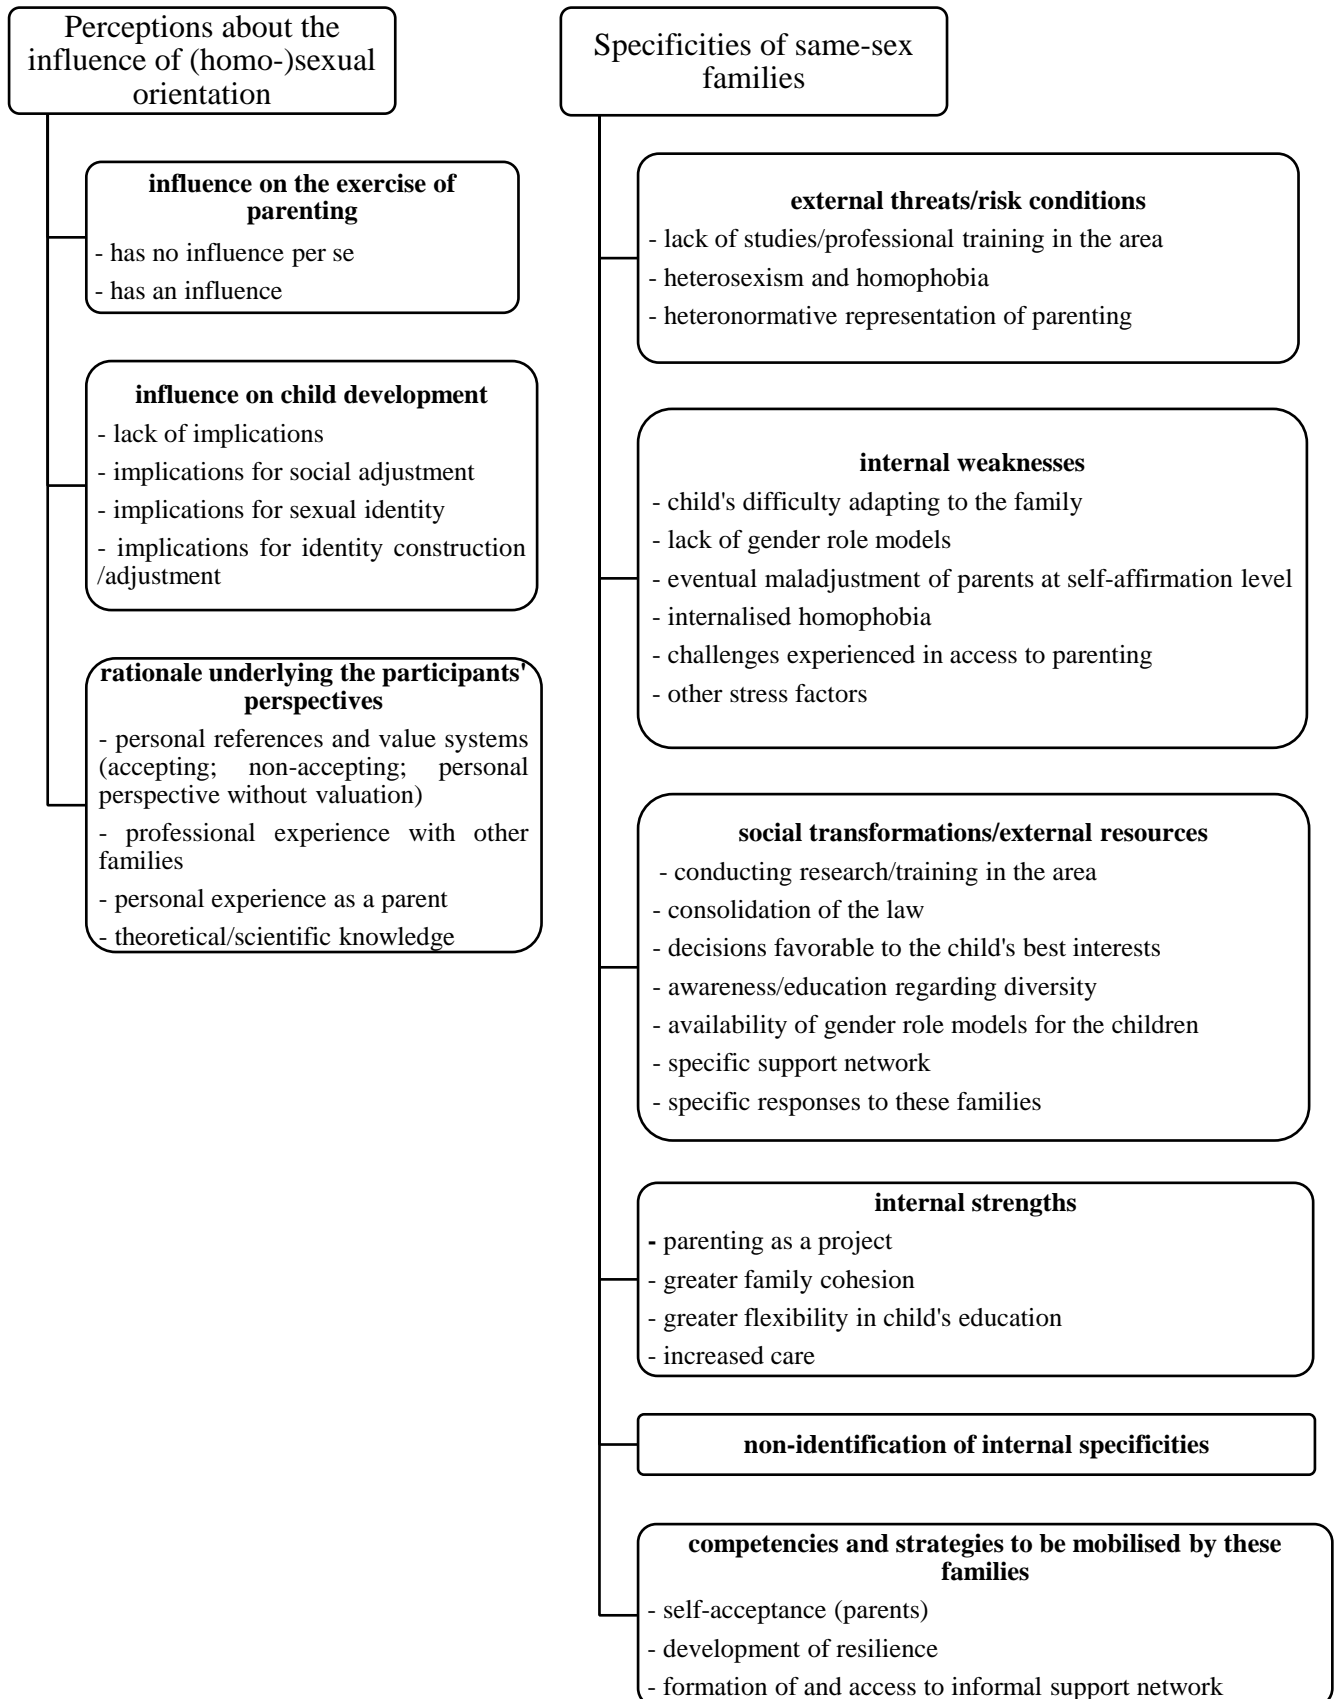 Perceptions about the
influence of (homo-)sexual
orientation
influence on the exercise of
parenting
- has no influence per se
- has an influence
influence on child development
- lack of implications
- implications for social adjustment
- implications for sexual identity
- implications for identity construction
/adjustment
rationale underlying the participants'
perspectives
- personal references and value systems
(accepting; non-accepting; personal
perspective without valuation)
- professional experience with other
families
- personal experience as a parent
- theoretical/scientific knowledge
Specificities of same-sex
families
external threats/risk conditions
- lack of studies/professional training in the area
- heterosexism and homophobia
- heteronormative representation of parenting
internal weaknesses
- child's difficulty adapting to the family
- lack of gender role models
- eventual maladjustment of parents at self-affirmation level
- internalised homophobia
- challenges experienced in access to parenting
- other stress factors
social transformations/external resources
- conducting research/training in the area
- consolidation of the law
- decisions favorable to the child's best interests
- awareness/education regarding diversity
- availability of gender role models for the children
- specific support network
- specific responses to these families
internal strengths
- parenting as a project
- greater family cohesion
- greater flexibility in child's education
- increased care
non-identification of internal specificities
competencies and strategies to be mobilised by these
families
- self-acceptance (parents)
- development of resilience
- formation of and access to informal support network